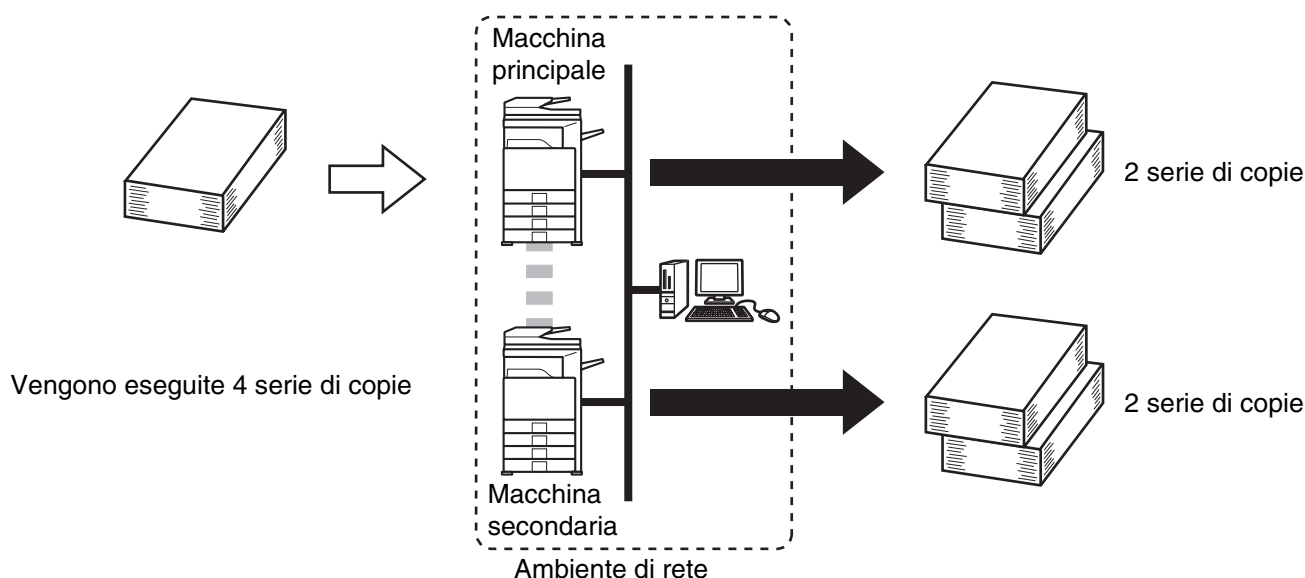 Macchina
principale
2 serie di copie
Vengono eseguite 4 serie di copie
2 serie di copie
Macchina
secondaria
Ambiente di rete